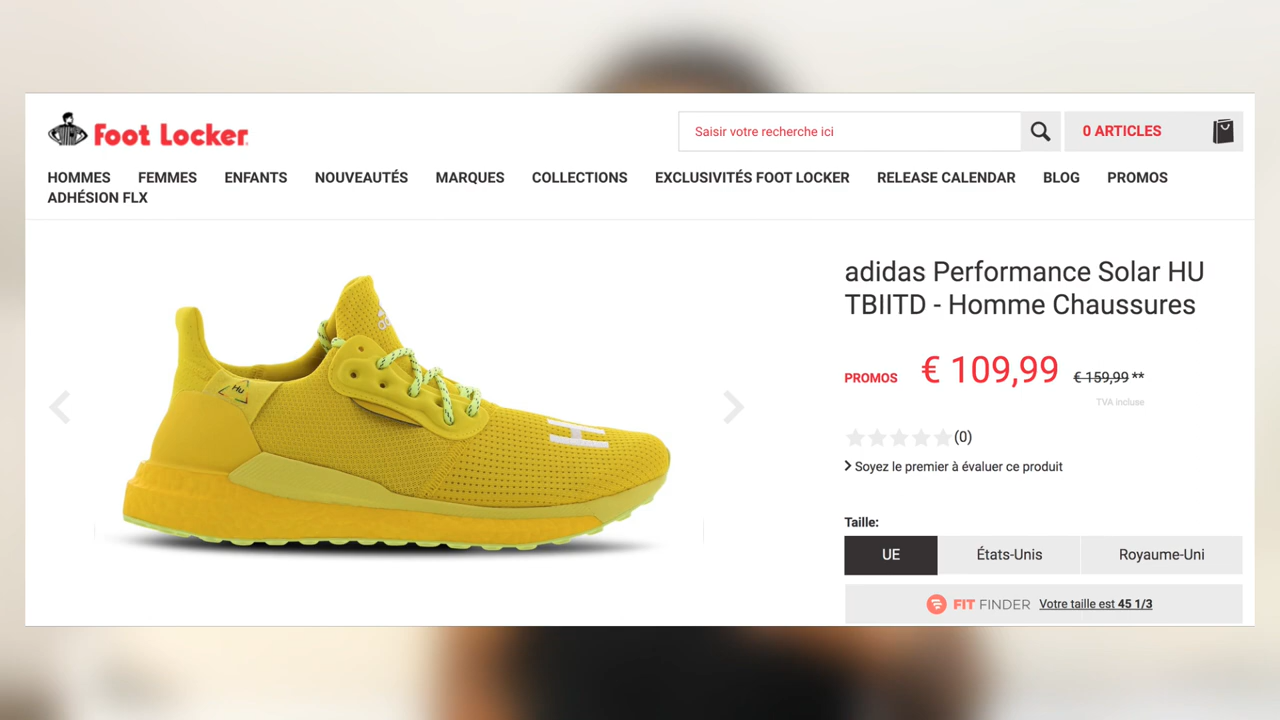 Foot Locker
Saisir votre recherche ici
0 ARTICLES
HOMMES FEMMES ENFANTS NOUVEAUTÉS MARQUES COLLECTIONS EXCLUSIVITÉS FOOT LOCKER RELEASE CALENDAR BLOG PROMOS
ADHÉSION FLX
Hu
H
adidas Performance Solar HU
TBIITD - Homme Chaussures
PROMOS € 109,99 € 159,99 **
TVA incluse
(0)
Soyez le premier à évaluer ce produit
Taille:
UE États-Unis Royaume-Uni
FIT FINDER Votre taille est 45 1/3